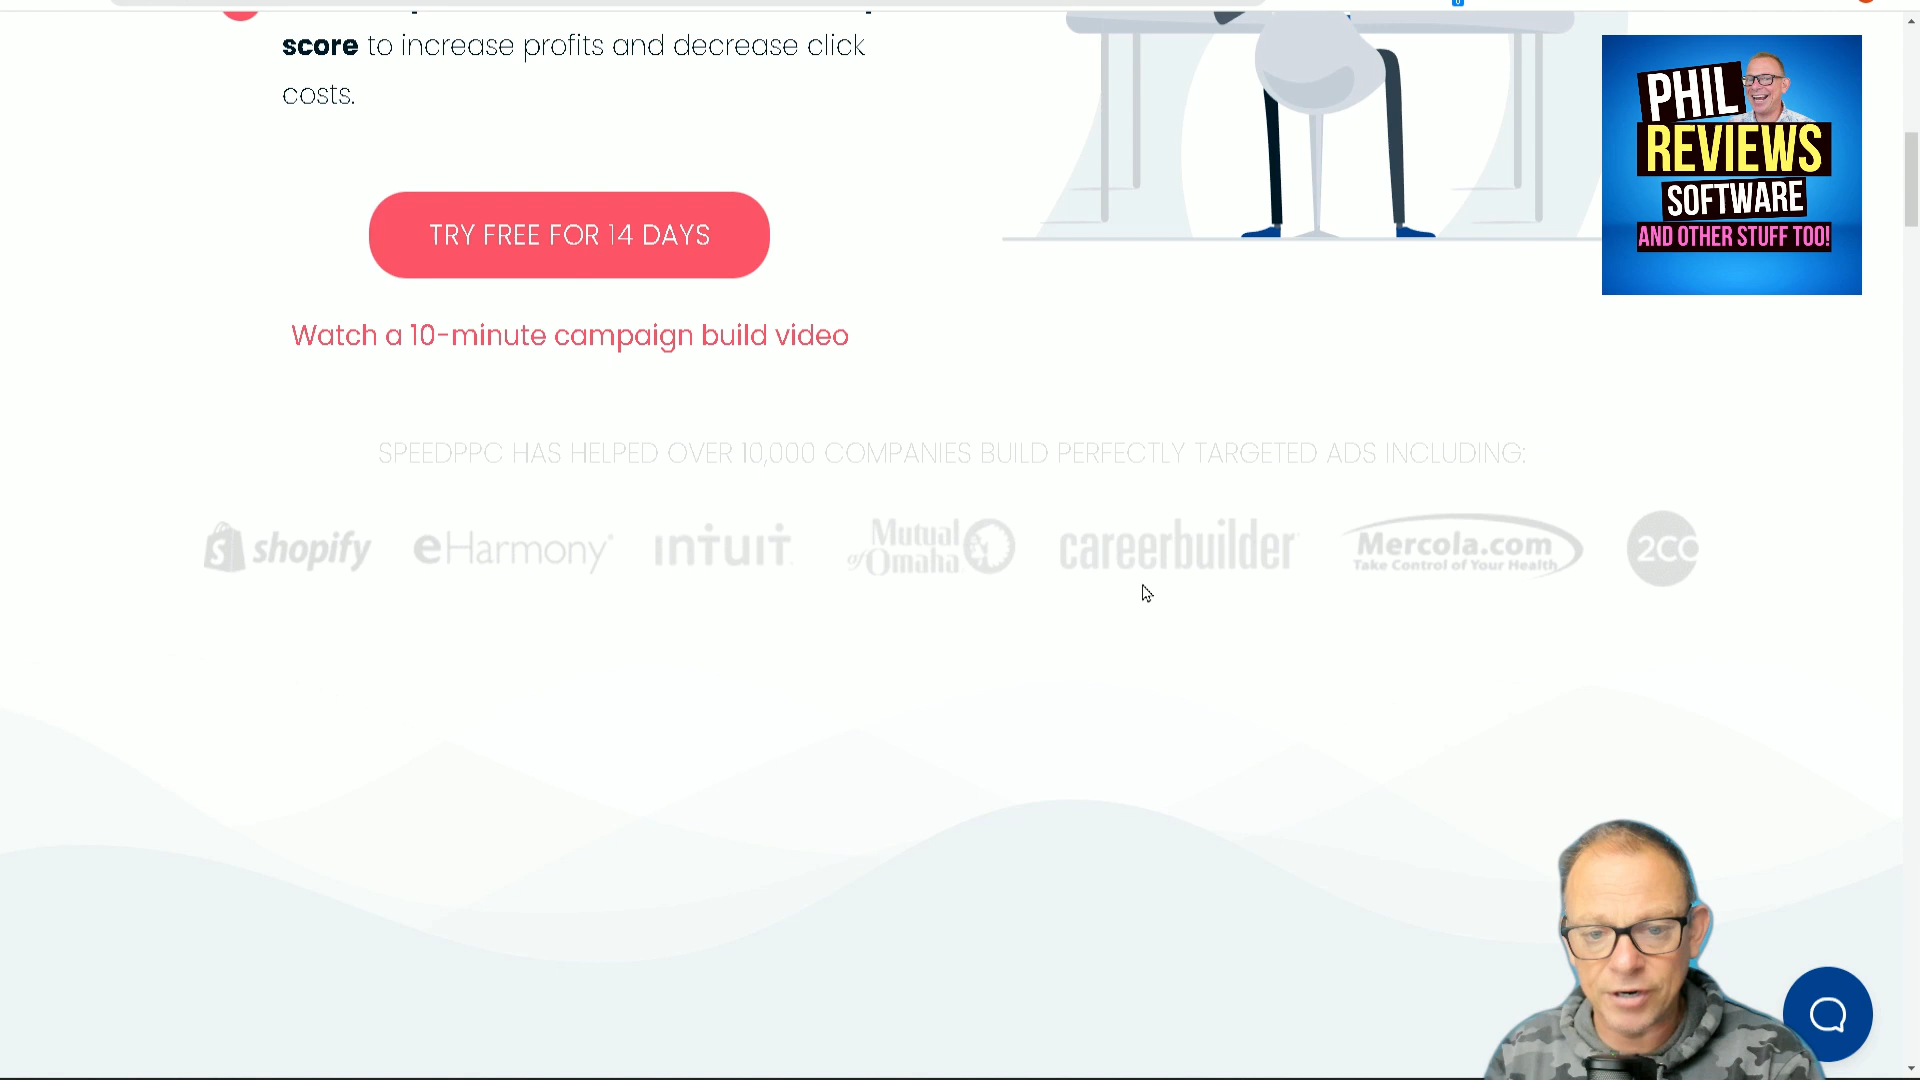 score to increase profits and decrease click
costs.
TRY FREE FOR 14 DAYS
Watch a 10-minute campaign build video
SPEEDPPC HAS HELPED OVER 10,000 COMPANIES BUILD PERFECTLY TARGETED ADS INCLUDING:
shopify
eHarmony
intuit
Mutual
of Omaha
careerbuilder
Mercola.com
Take Control of Your Health
2CO
PHIL
REVIEWS
SOFTWARE
AND OTHER STUFF TOO!